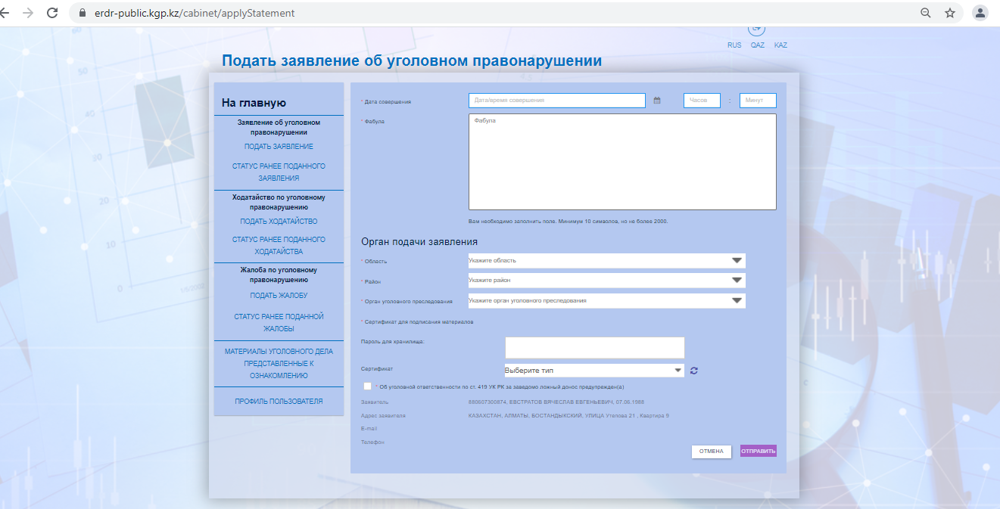 erdr-public.kgp.kz/cabinet/applyStatement
RUS QAZ KAZ
Подать заявление об уголовном правонарушении
На главную
Заявление об уголовном
правонарушении
ПОДАТЬ ЗАЯВЛЕНИЕ
СТАТУС РАНЕЕ ПОДАННОГО
ЗАЯВЛЕНИЯ
Ходатайство по уголовному
правонарушению
ПОДАТЬ ХОДАТАЙСТВО
СТАТУС РАНЕЕ ПОДАННОГО
ХОДАТАЙСТВА
Жалоба по уголовному
правонарушению
ПОДАТЬ ЖАЛОБУ
СТАТУС РАНЕЕ ПОДАННОЙ
ЖАЛОБЫ
МАТЕРИАЛЫ УГОЛОВНОГО ДЕЛА
ПРЕДСТАВЛЕННЫЕ К
ОЗНАКОМЛЕНИЮ
ПРОФИЛЬ ПОЛЬЗОВАТЕЛЯ
* Дата совершения Дата/время совершения Часов : Минут
* Фабула Фабула
Вам необходимо заполнить поле. Минимум 10 символов, но не более 2000.
Орган подачи заявления
* Область Укажите область
* Район Укажите район
* Орган уголовного преследования Укажите орган уголовного преследования
* Сертификат для подписания материалов
Пароль для хранилища:
Сертификат Выберите тип
* Об уголовной ответственности по ст. 419 УК РК за заведомо ложный донос предупрежден(а)
Заявитель 880607300874, ЕВСТРАТОВ ВЯЧЕСЛАВ ЕВГЕНЬЕВИЧ, 07.06.1988
Адрес заявителя КАЗАХСТАН, АЛМАТЫ, БОСТАНДЫКСКИЙ, УЛИЦА Утепова 21 , Квартира 9
E-mail
Телефон
ОТМЕНА ОТПРАВИТЬ
50
40
30
20
10
0